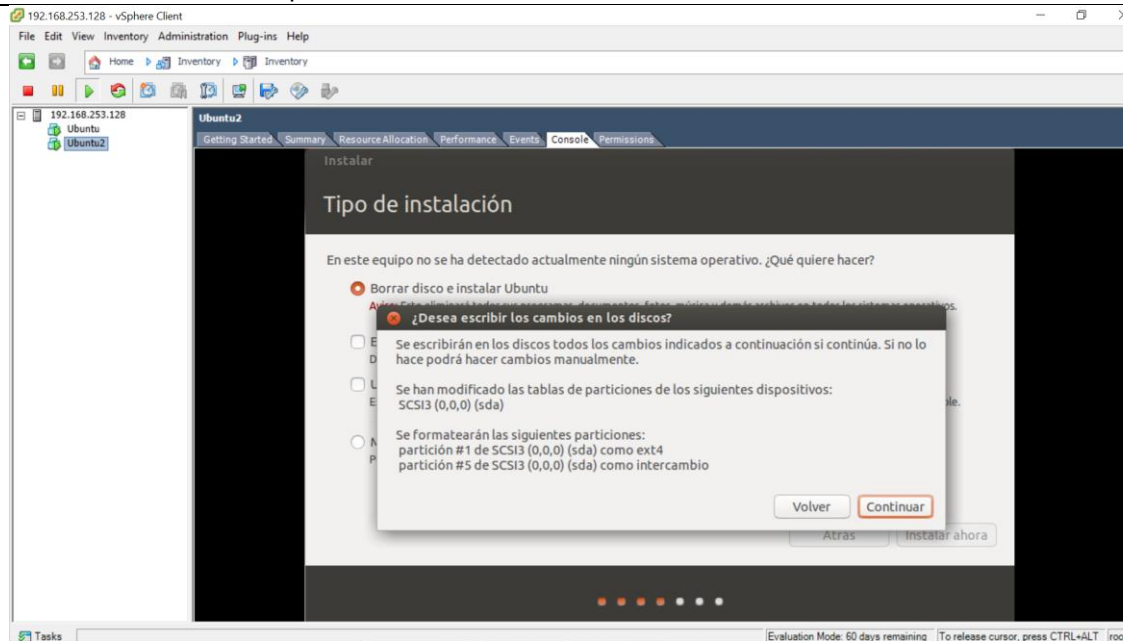 192.168.253.128 - vSphere Client
File Edit View Inventory Administration Plug-ins Help
Home Inventory Inventory
192.168.253.128
Ubuntu
Ubuntu2
Ubuntu2
Getting Started Summary Resource Allocation Performance Events Console Permissions
Instalar
Tipo de instalación
En este equipo no se ha detectado actualmente ningún sistema operativo. ¿Qué quiere hacer?
Borrar disco e instalar Ubuntu
¿Desea escribir los cambios en los discos?
Se escribirán en los discos todos los cambios indicados a continuación si continúa. Si no lo
hace podrá hacer cambios manualmente.
Se han modificado las tablas de particiones de los siguientes dispositivos:
SCSI3 (0,0,0) (sda)
Se formatearán las siguientes particiones:
partición #1 de SCSI3 (0,0,0) (sda) como ext4
partición #5 de SCSI3 (0,0,0) (sda) como intercambio
Volver Continuar
Atrás Instalar ahora
Tasks Evaluation Mode: 60 days remaining To release cursor, press CTRL+ALT roo